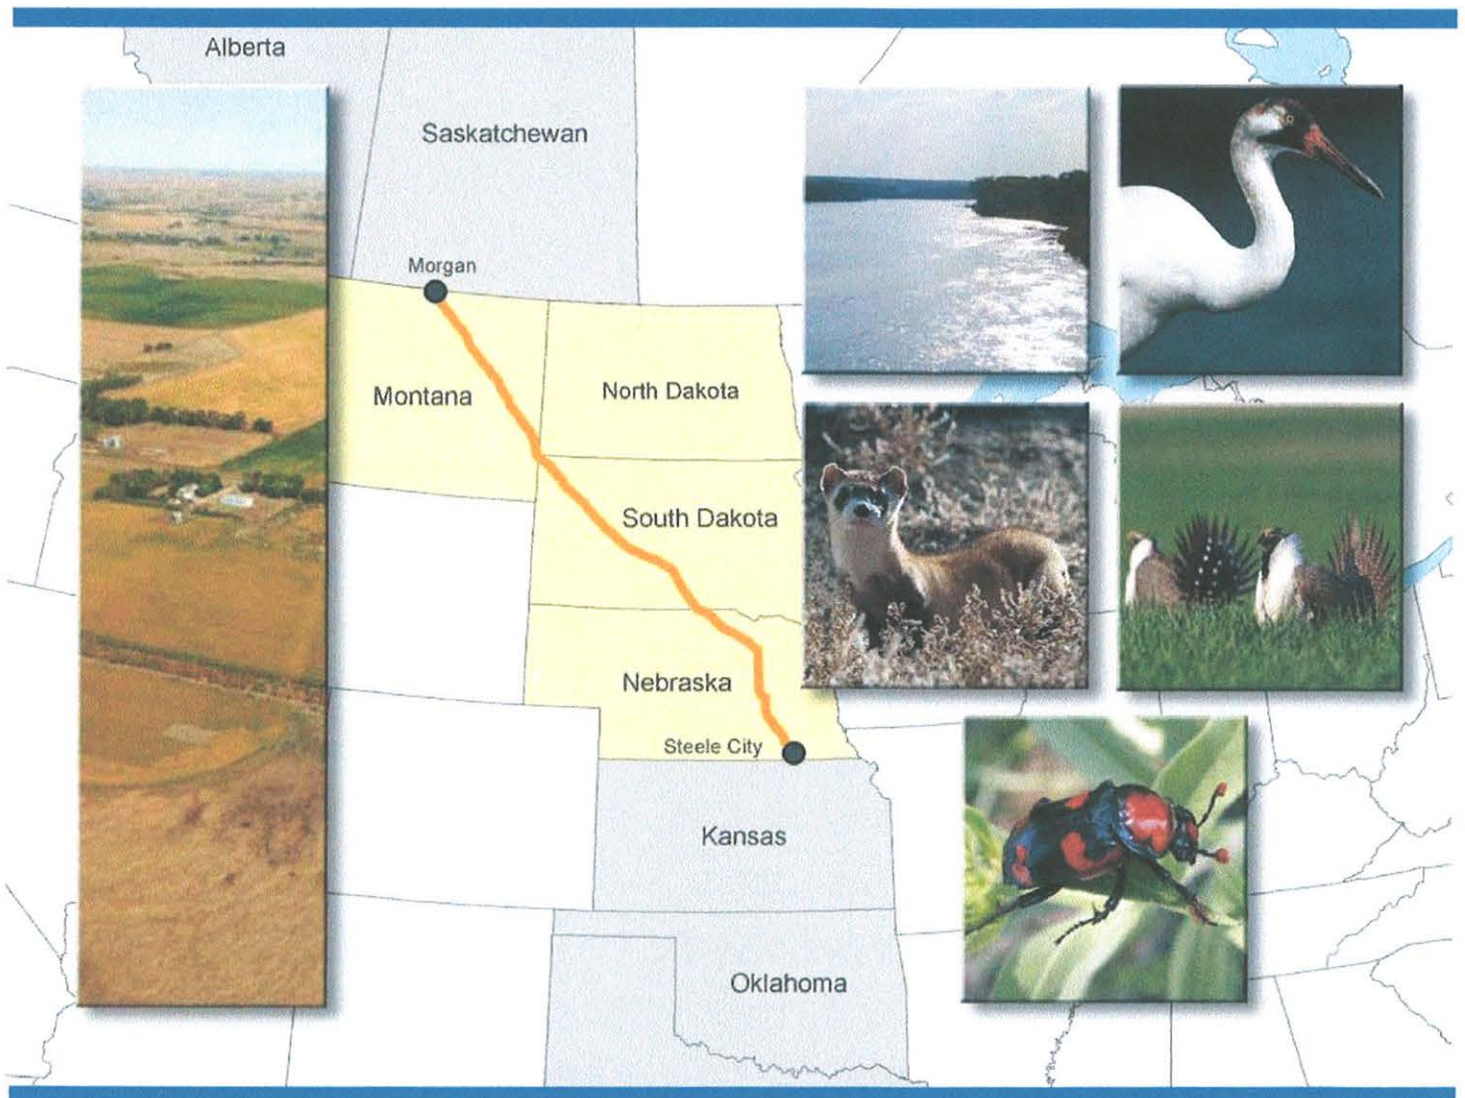 Alberta
Saskatchewan
Morgan
Montana
North Dakota
South Dakota
Nebraska
Steele City
Kansas
Oklahoma